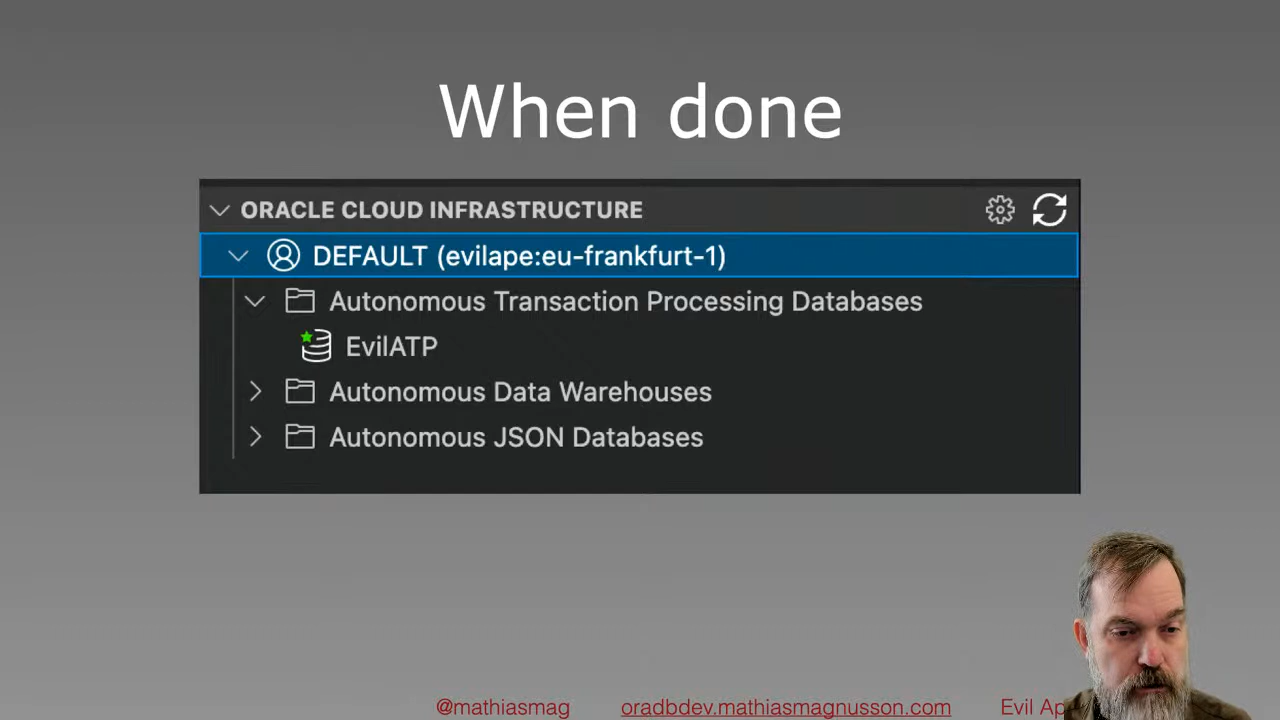 When done
ORACLE CLOUD INFRASTRUCTURE
DEFAULT (evilape:eu-frankfurt-1)
Autonomous Transaction Processing Databases
EvilATP
Autonomous Data Warehouses
Autonomous JSON Databases
@mathiasmag oradbdev.mathiasmagnusson.com Evil Ap